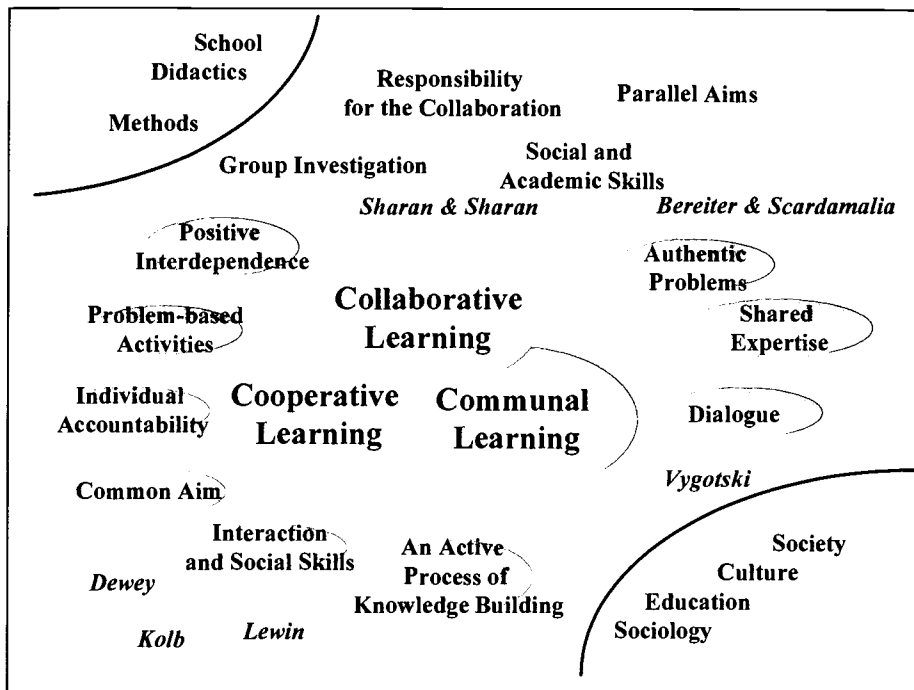 School
Didactics
Methods
Responsibility
for the Collaboration
Parallel Aims
Group Investigation
Social and
Academic Skills
Sharan & Sharan
Bereiter & Scardamalia
Positive
Interdependence
Authentic
Problems
Collaborative
Learning
Problem-based
Activities
Shared
Expertise
Individual
Accountability
Cooperative
Learning
Communal
Learning
Dialogue
Common Aim
Vygotski
Interaction
and Social Skills
An Active
Process of
Knowledge Building
Society
Culture
Education
Sociology
Dewey
Kolb
Lewin